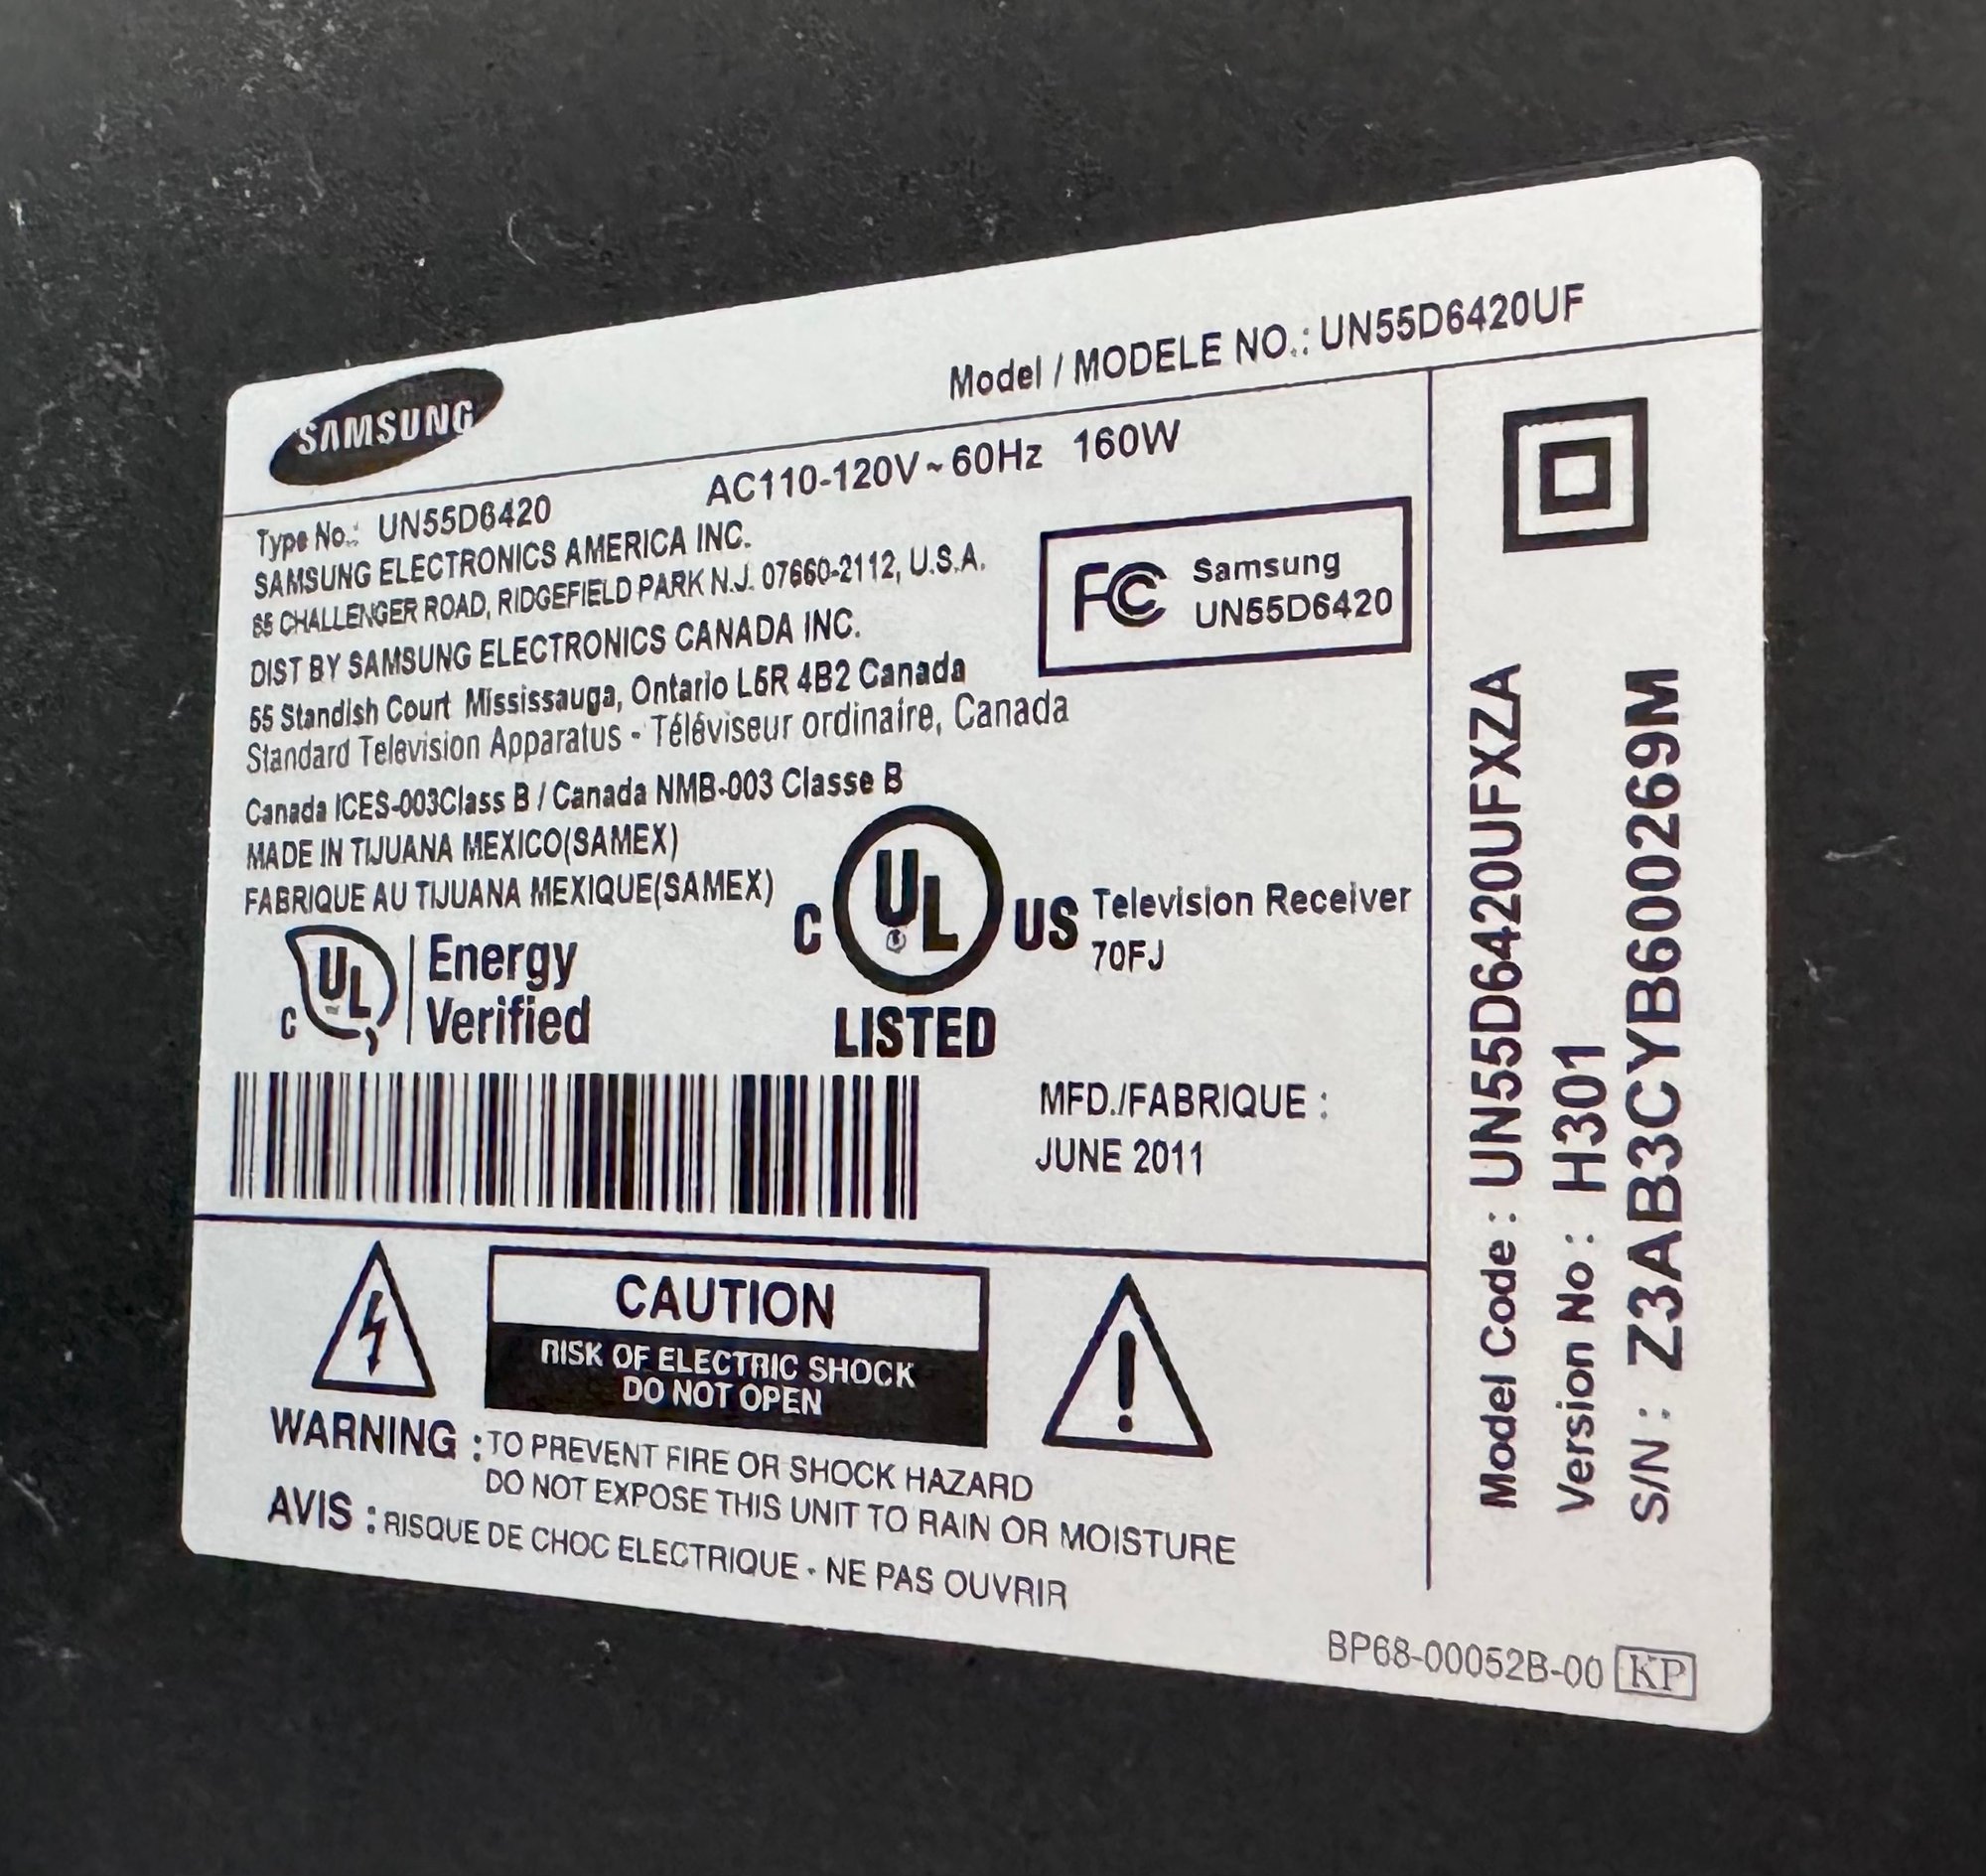 SAMSUNG
Model / MODELE NO.: UN55D6420UF
Type No.: UN55D6420
AC110-120V~60Hz 160W
SAMSUNG ELECTRONICS AMERICA INC.
85 CHALLENGER ROAD, RIDGEFIELD PARK N.J. 07660-2112, U.S.A.
DIST BY SAMSUNG ELECTRONICS CANADA INC.
55 Standish Court Mississauga, Ontario L5R 4B2 Canada
Standard Television Apparatus - Téléviseur ordinaire, Canada
FC Samsung
UN55D6420
Canada ICES-003Class B / Canada NMB-003 Classe B
MADE IN TIJUANA MEXICO(SAMEX)
FABRIQUE AU TIJUANA MEXIQUE(SAMEX)
C UL Energy
Verified
C UL US
LISTED
Television Receiver
70FJ
MFD./FABRIQUE :
JUNE 2011
CAUTION
RISK OF ELECTRIC SHOCK
DO NOT OPEN
WARNING : TO PREVENT FIRE OR SHOCK HAZARD
DO NOT EXPOSE THIS UNIT TO RAIN OR MOISTURE
AVIS : RISQUE DE CHOC ELECTRIQUE - NE PAS OUVRIR
Model Code : UN55D6420UFXZA
Version No : H301
S/N : Z3AB3CYB600269M
BP68-00052B-00 KP